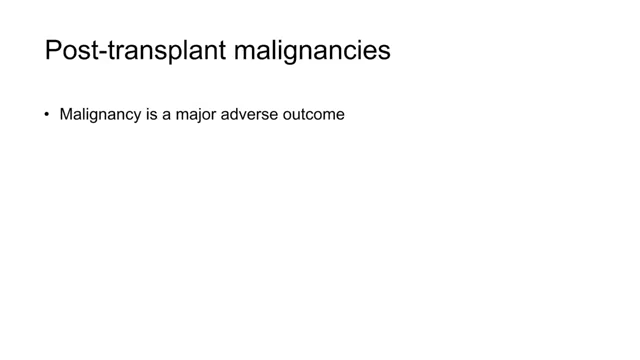 Post-transplant malignancies
• Malignancy is a major adverse outcome